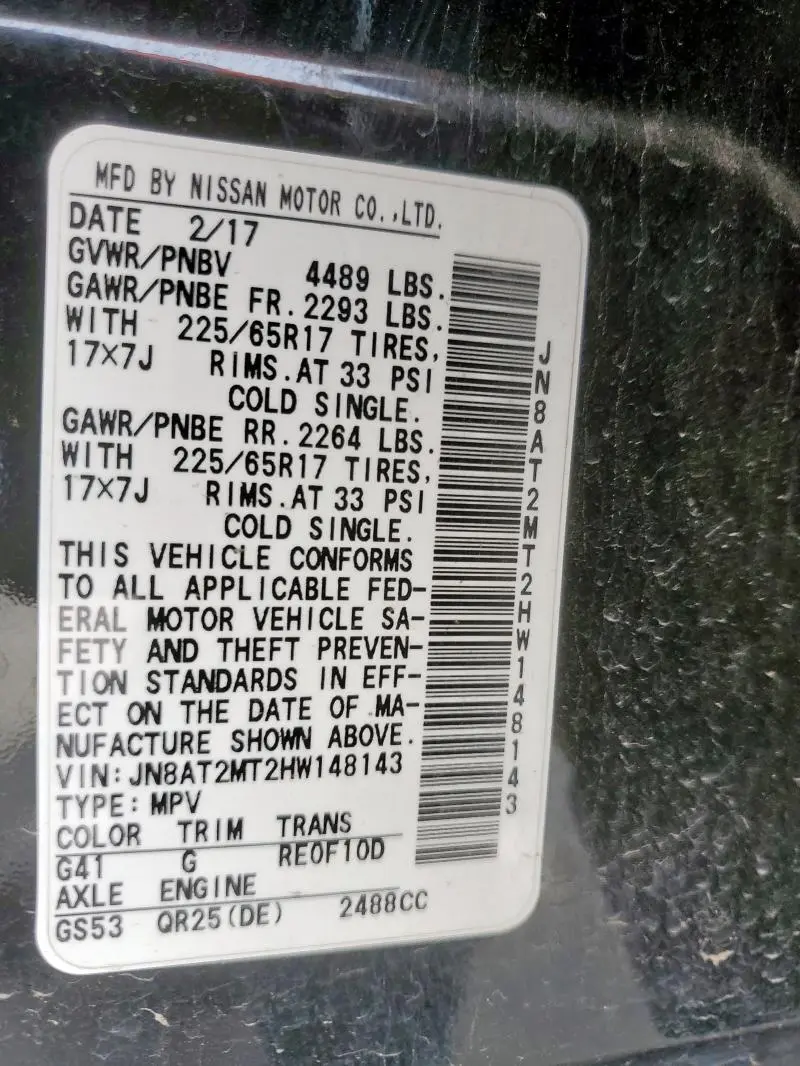 MFD BY NISSAN MOTOR CO.,LTD.
DATE 2/17
GVWR/PNBV 4489 LBS.
GAWR/PNBE FR. 2293 LBS.
WITH 225/65R17 TIRES,
17×7J RIMS.AT 33 PSI
COLD SINGLE.
GAWR/PNBE RR. 2264 LBS.
WITH 225/65R17 TIRES,
17×7J RIMS.AT 33 PSI
COLD SINGLE.
THIS VEHICLE CONFORMS
TO ALL APPLICABLE FED-
ERAL MOTOR VEHICLE SA-
FETY AND THEFT PREVEN-
TION STANDARDS IN EFF-
ECT ON THE DATE OF MA-
NUFACTURE SHOWN ABOVE.
VIN:JN8AT2MT2HW148143
TYPE:MPV
COLOR TRIM TRANS
G41 G RE0F10D
AXLE ENGINE
GS53 QR25(DE) 2488CC
JN8AT2MT2HW148143